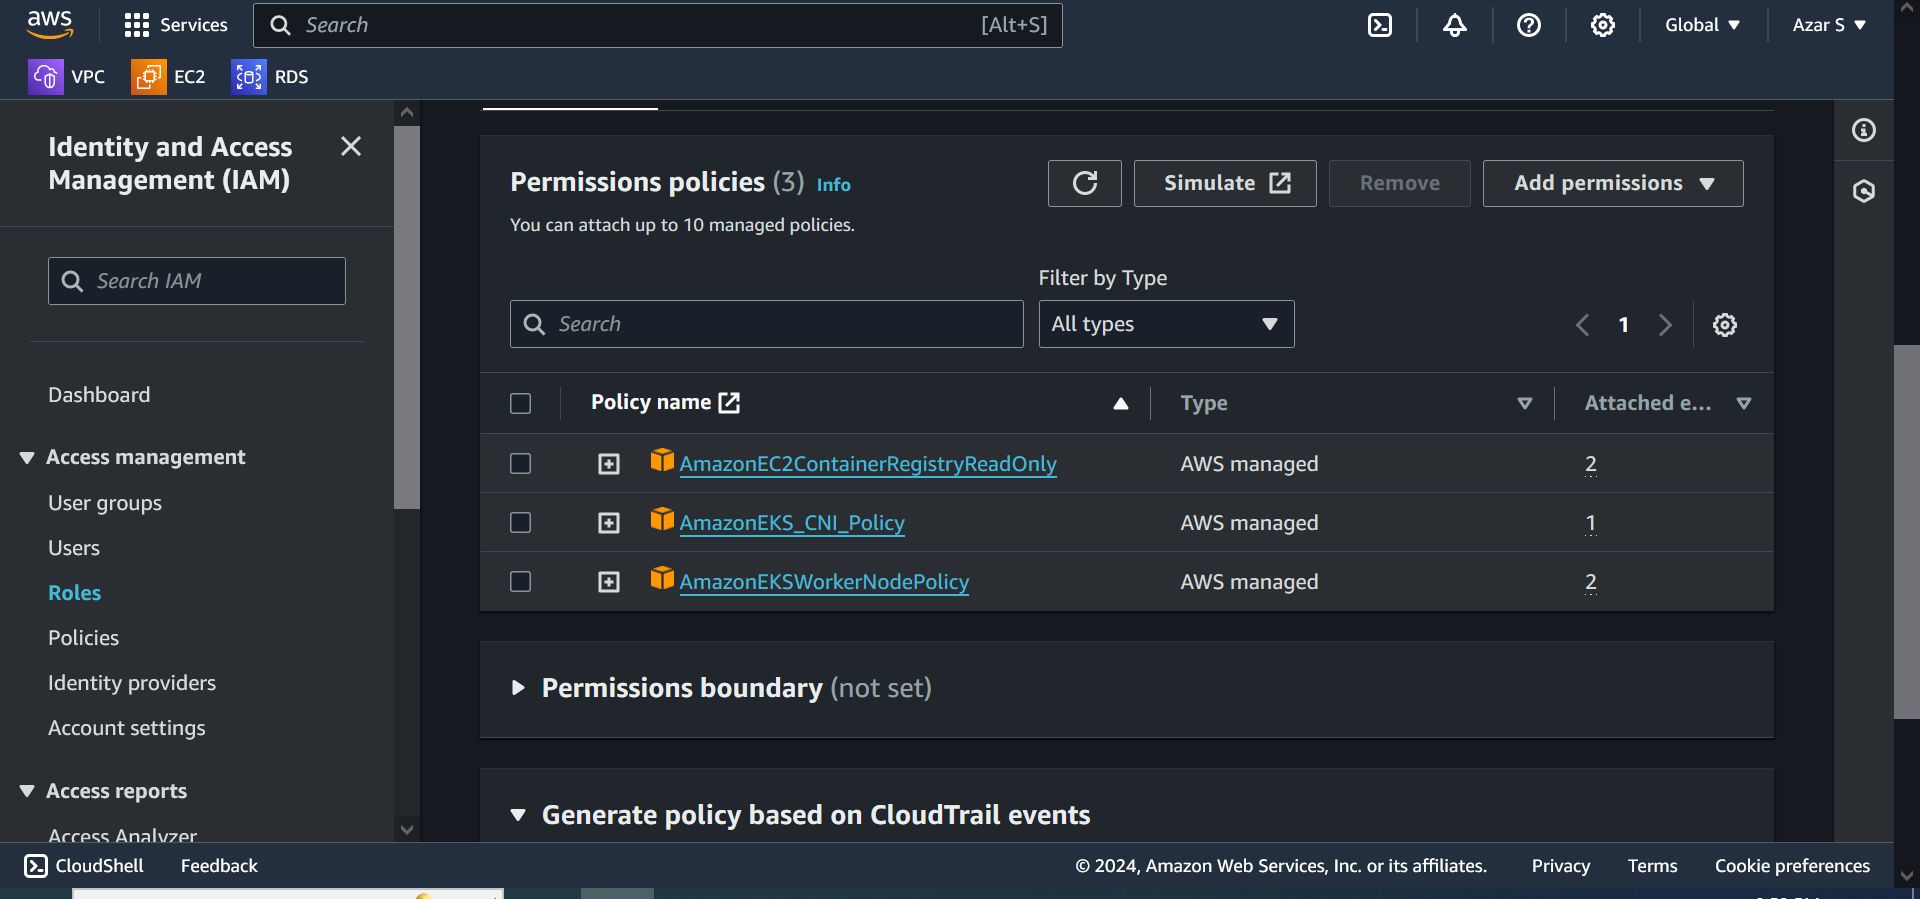 aws
Services
Search
[Alt+S]
Global
Azar S
VPC
EC2
RDS
Identity and Access
Management (IAM)
Search IAM
Dashboard
Access management
User groups
Users
Roles
Policies
Identity providers
Account settings
Access reports
Access Analyzer
Permissions policies (3) Info
You can attach up to 10 managed policies.
Simulate
Remove
Add permissions
Filter by Type
Search
All types
1
Policy name
Type
Attached e...
AmazonEC2ContainerRegistryReadOnly
AWS managed
2
AmazonEKS_CNI_Policy
AWS managed
1
AmazonEKSWorkerNodePolicy
AWS managed
2
Permissions boundary (not set)
Generate policy based on CloudTrail events
CloudShell
Feedback
© 2024, Amazon Web Services, Inc. or its affiliates.
Privacy
Terms
Cookie preferences